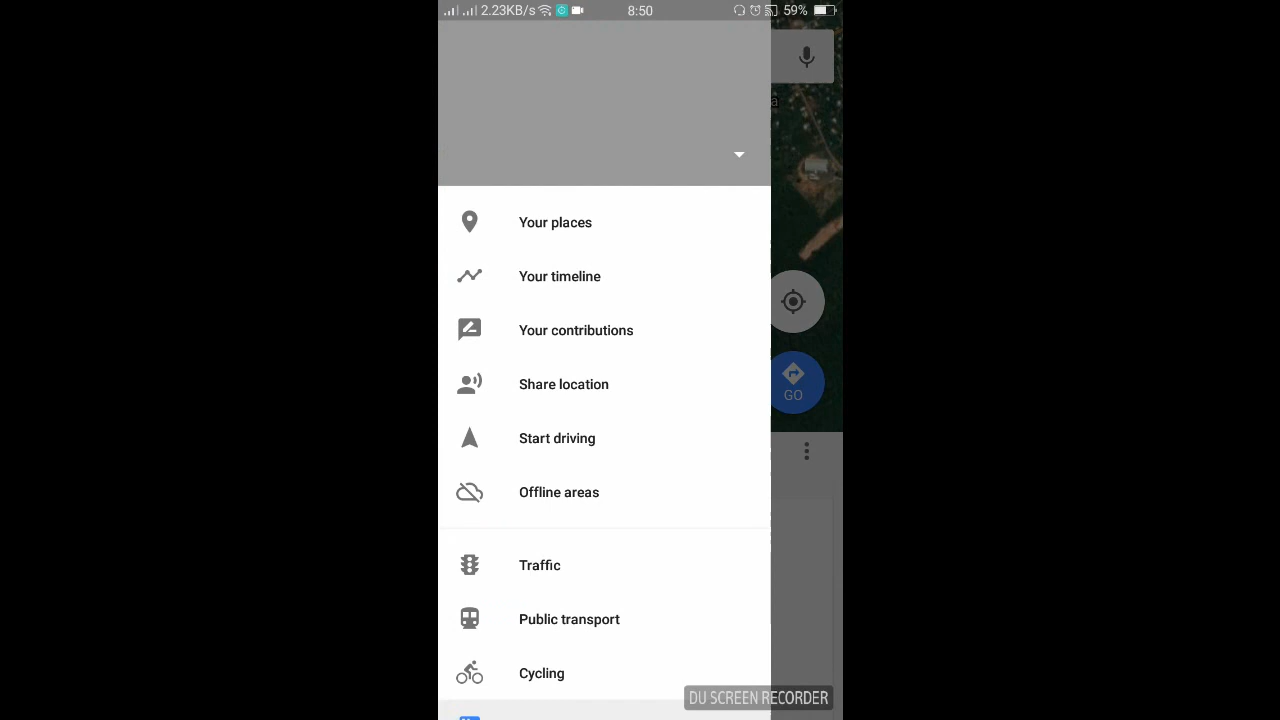 2.23KB/s 8:50 59%
a
Your places
Your timeline
Your contributions
Share location
Start driving
GO
Offline areas
Traffic
Public transport
Cycling
DU SCREEN RECORDER